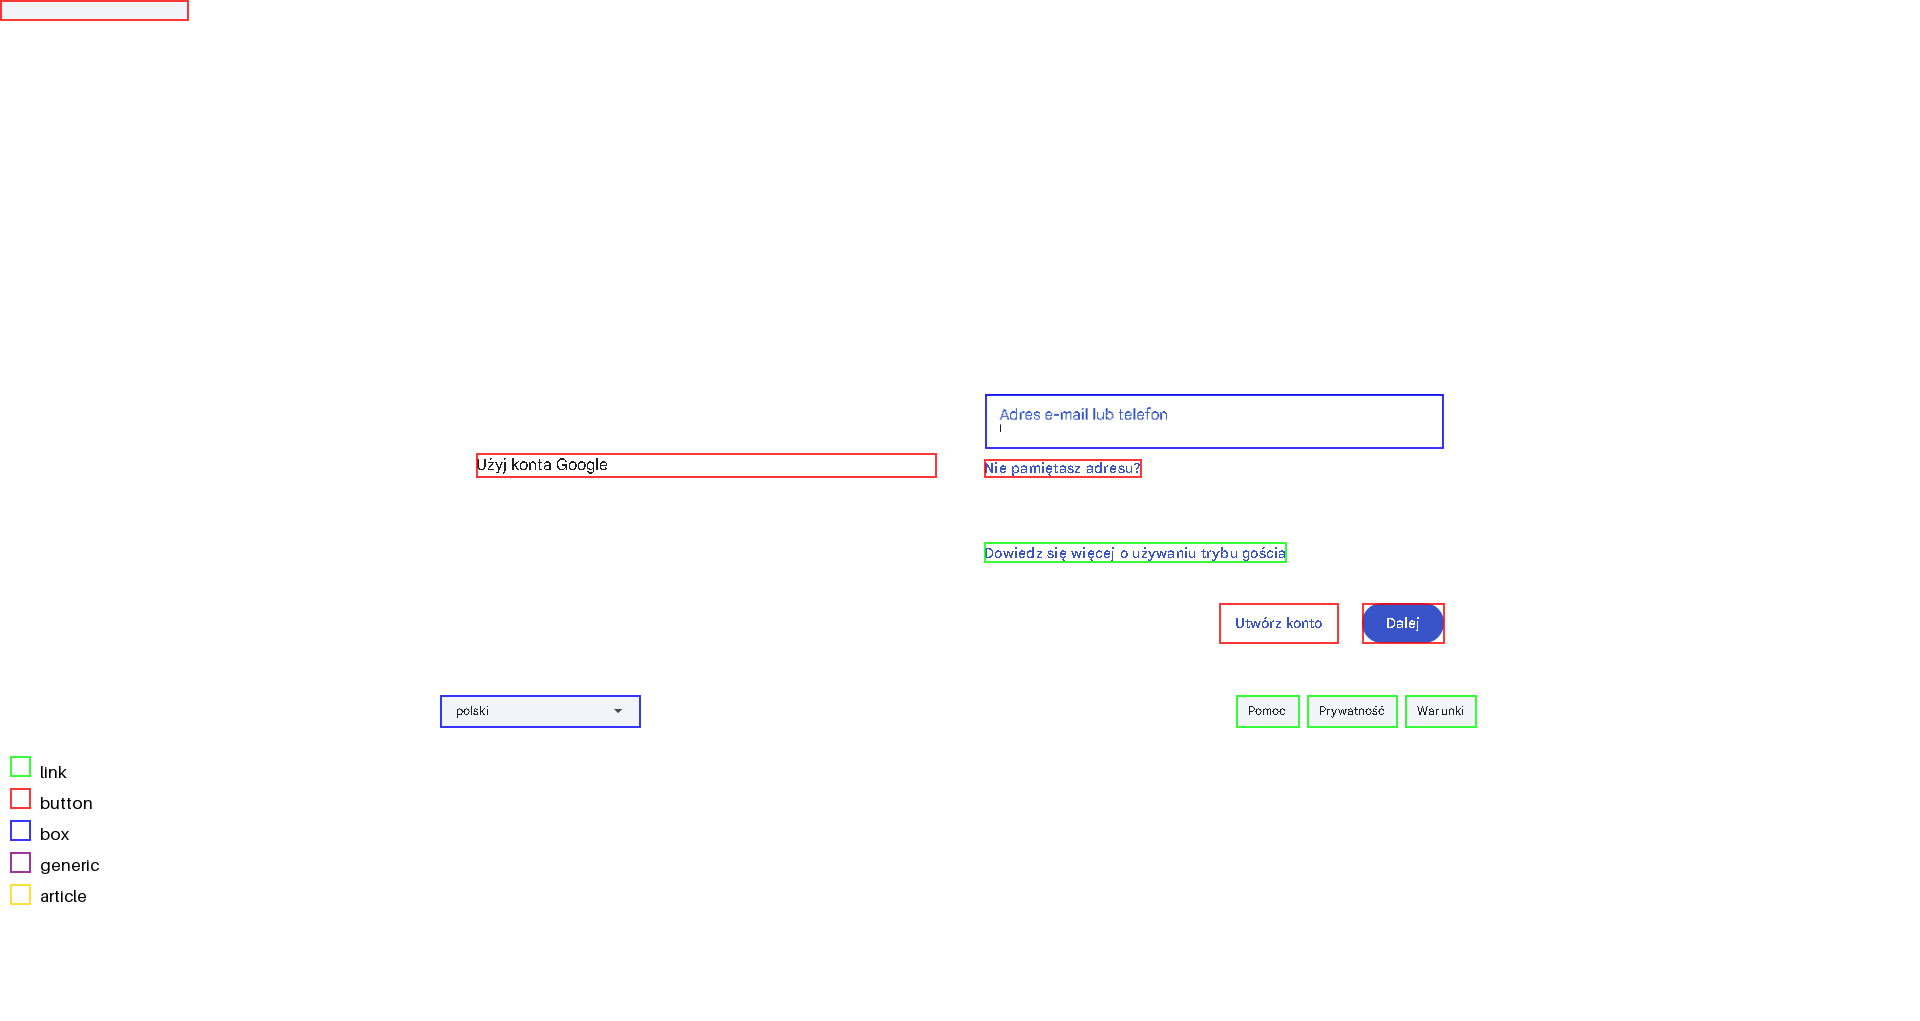 Adres e-mail lub telefon
Użyj konta Google
Nie pamiętasz adresu?
Dowiedz się więcej o używaniu trybu gościa
Utwórz konto
Dalej
polski
Pomoc
Prywatność
Warunki
link
button
box
generic
article